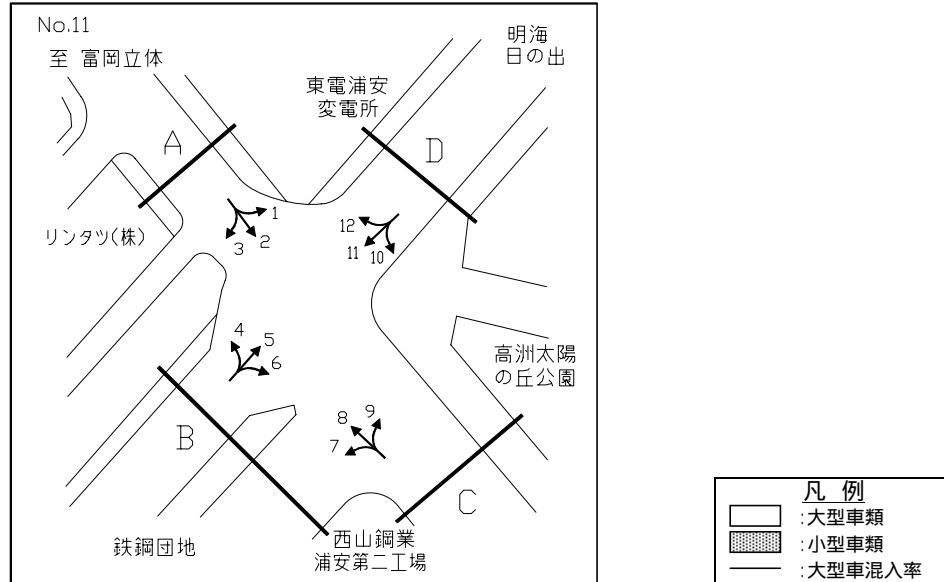 No.11
至 富岡立体
明海
日の出
東電浦安
変電所
A
D
リンタツ(株)
1
2
3
12
11
10
4
5
6
高洲太陽
の丘公園
B
8
9
7
C
鉄鋼団地
西山鋼業
浦安第二工場
凡 例
:大型車類
:小型車類
:大型車混入率